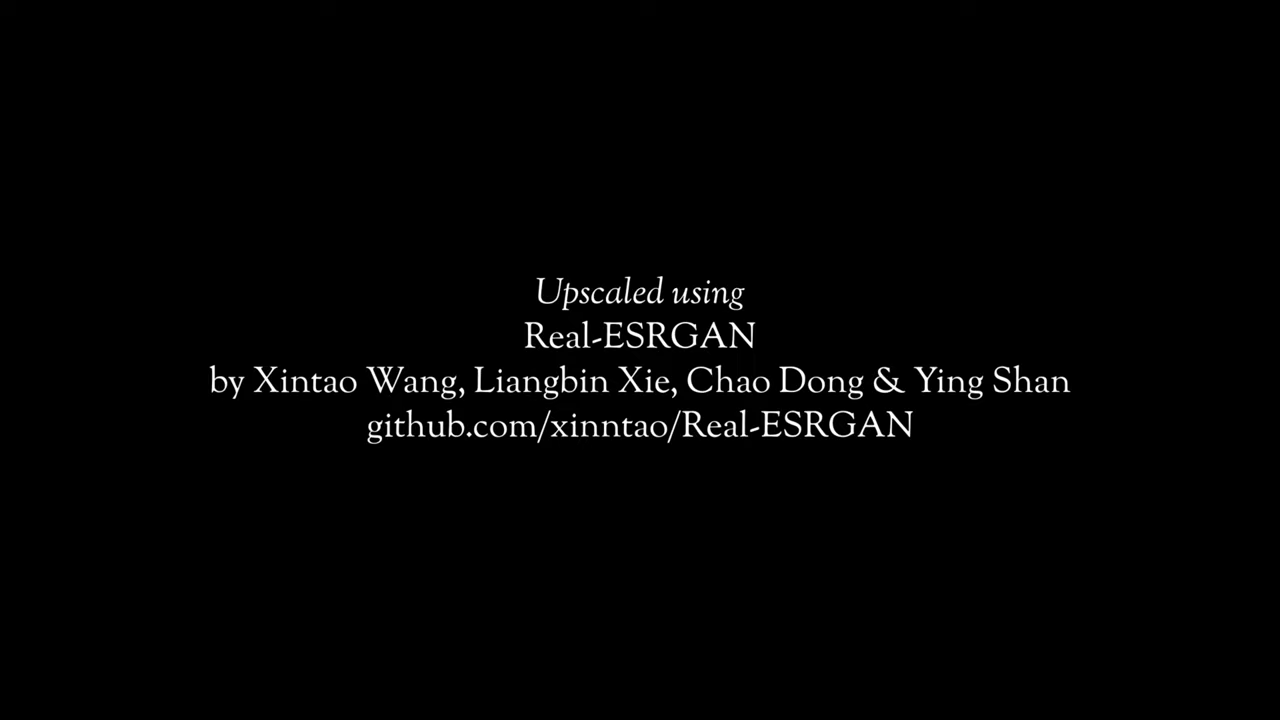 Upscaled using
Real-ESRGAN
by Xintao Wang, Liangbin Xie, Chao Dong & Ying Shan
github.com/xinntao/Real-ESRGAN